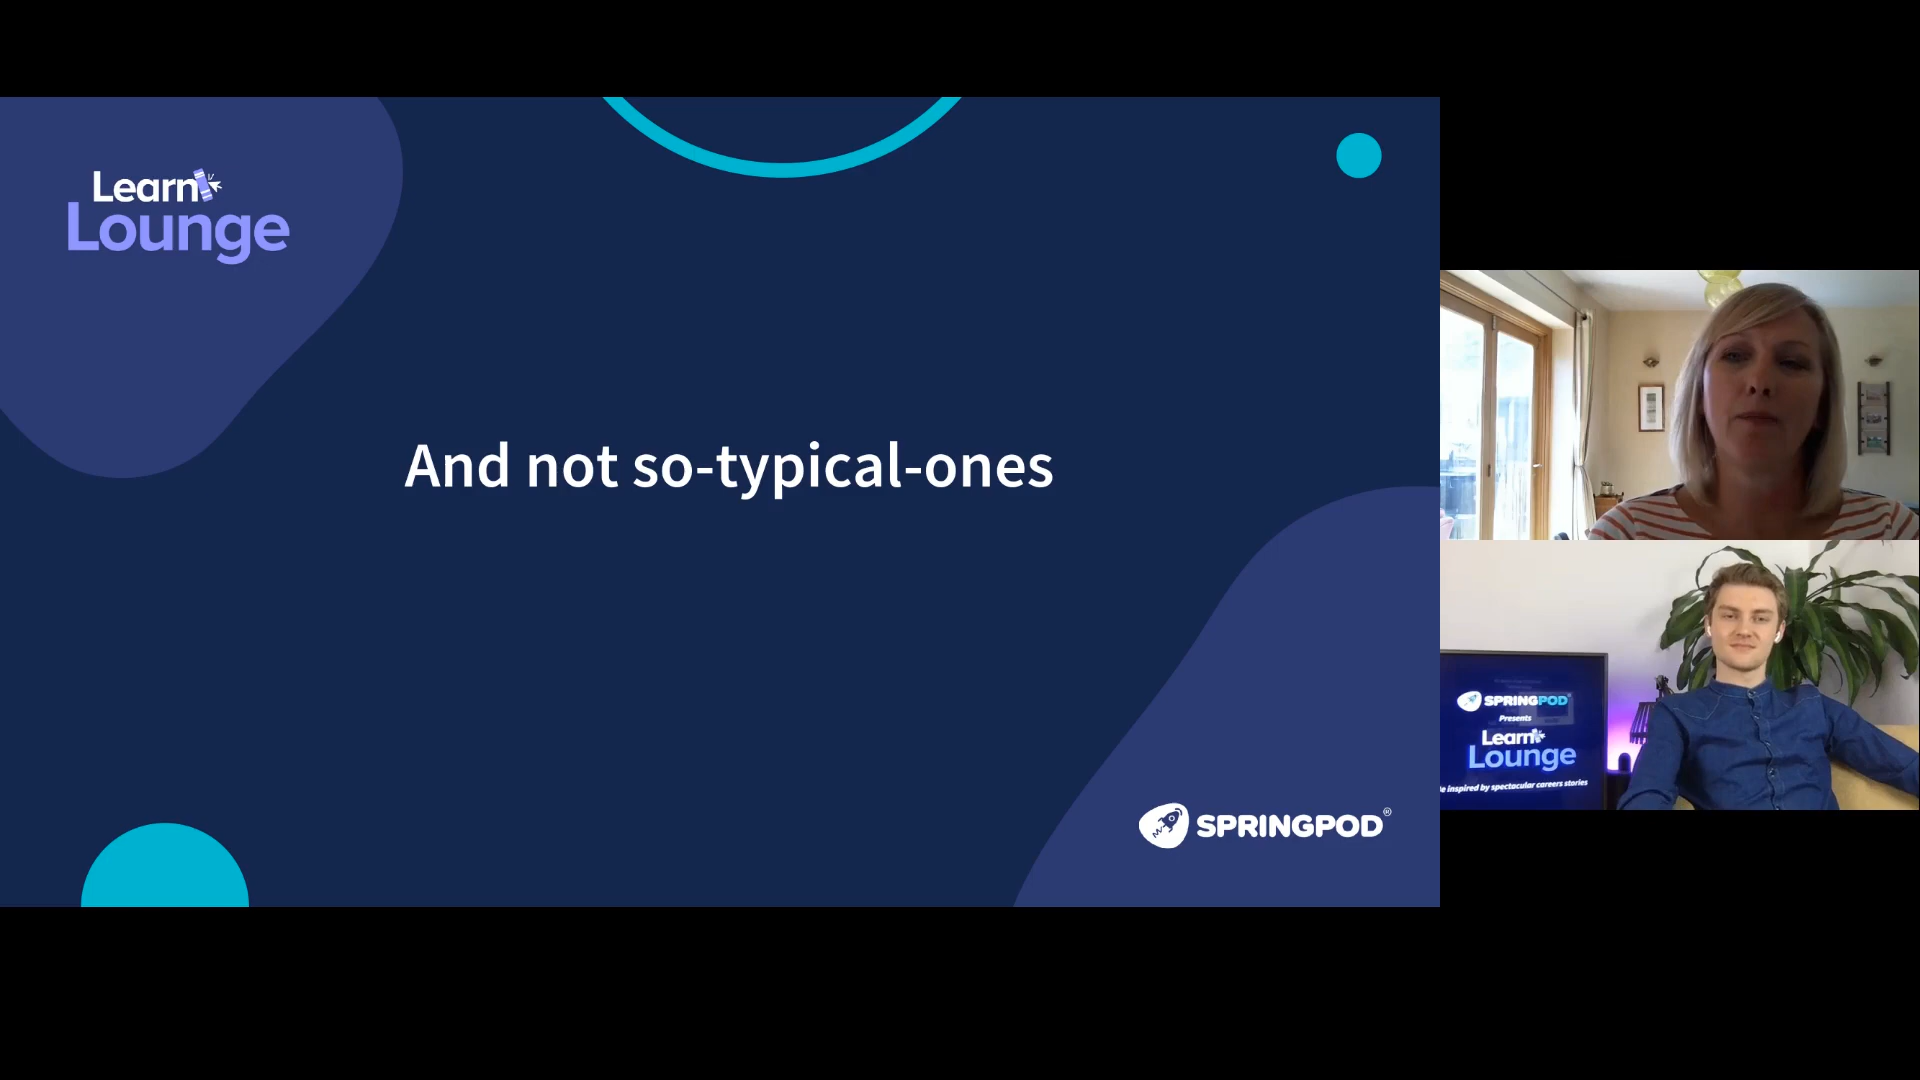 Learn
Lounge
And not so-typical-ones
SPRINGPOD®
SPRINGPOD
Presents
Learn
Lounge
inspired by spectacular careers stories